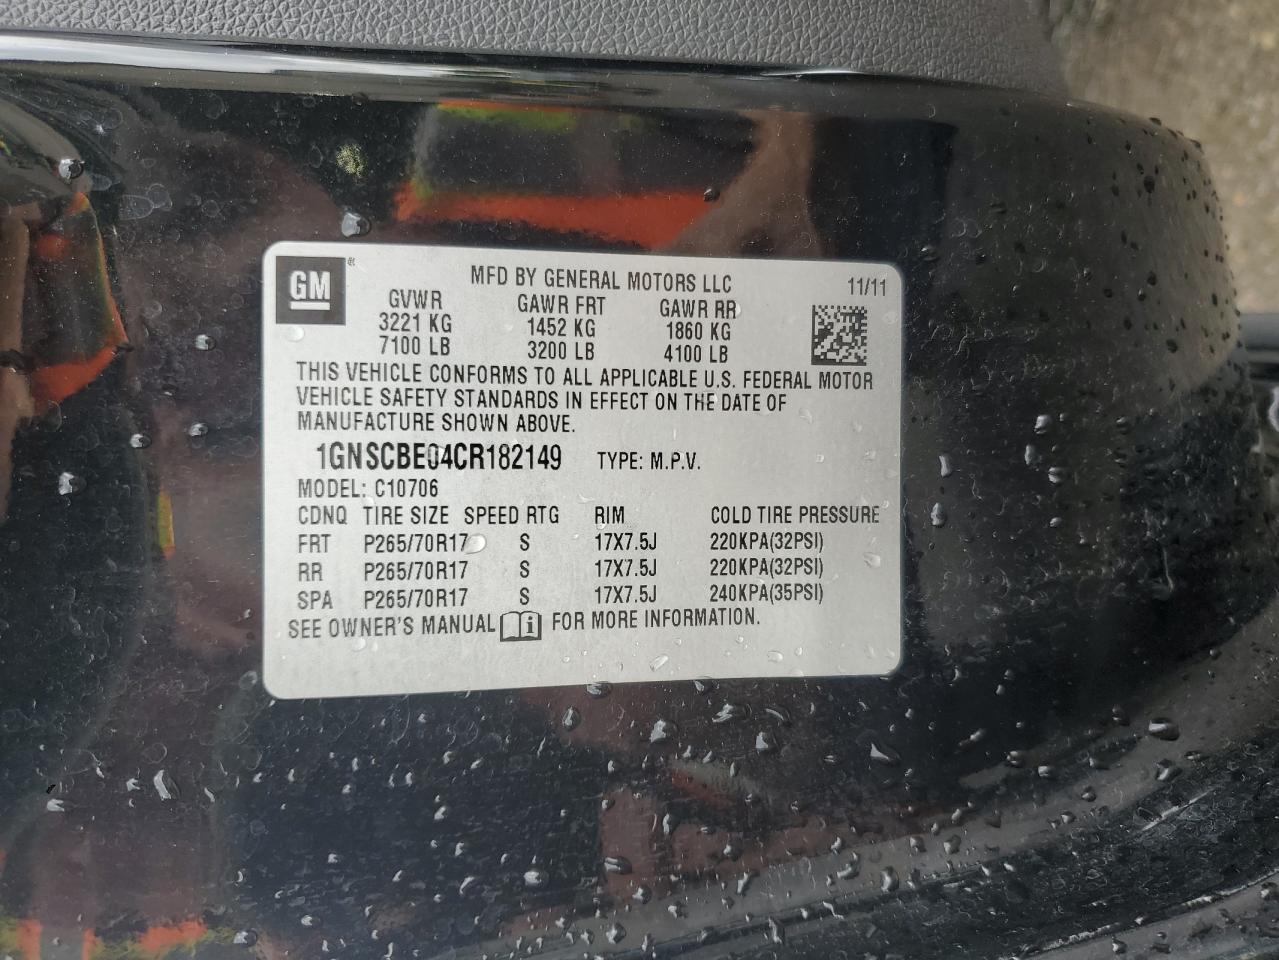 GM®
MFD BY GENERAL MOTORS LLC 11/11
GVWR GAWR FRT GAWR RR
3221 KG 1452 KG 1860 KG
7100 LB 3200 LB 4100 LB
THIS VEHICLE CONFORMS TO ALL APPLICABLE U.S. FEDERAL MOTOR
VEHICLE SAFETY STANDARDS IN EFFECT ON THE DATE OF
MANUFACTURE SHOWN ABOVE.
1GNSCBE04CR182149 TYPE: M.P.V.
MODEL: C10706
CDNQ TIRE SIZE SPEED RTG RIM COLD TIRE PRESSURE
FRT P265/70R17 S 17X7.5J 220KPA(32PSI)
RR P265/70R17 S 17X7.5J 220KPA(32PSI)
SPA P265/70R17 S 17X7.5J 240KPA(35PSI)
SEE OWNER'S MANUAL i FOR MORE INFORMATION.